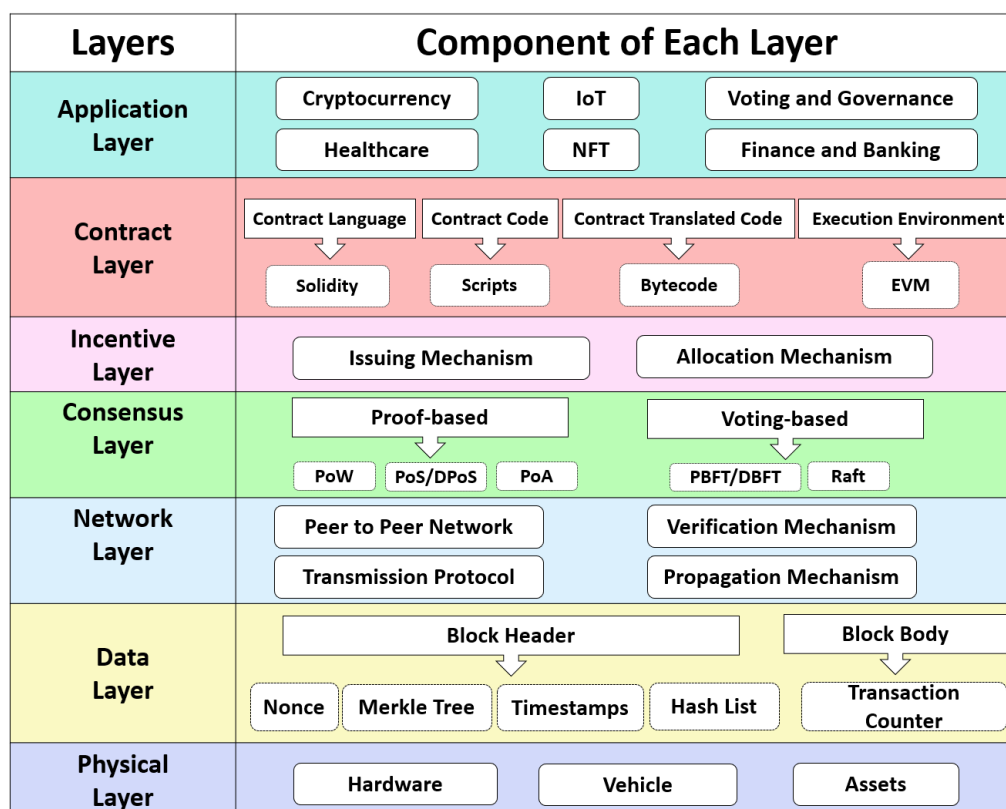 Layers
Component of Each Layer
Application
Layer
Cryptocurrency
IoT
Voting and Governance
Healthcare
NFT
Finance and Banking
Contract
Layer
Contract Language
Contract Code
Contract Translated Code
Execution Environment
Solidity
Scripts
Bytecode
EVM
Incentive
Layer
Issuing Mechanism
Allocation Mechanism
Consensus
Layer
Proof-based
Voting-based
PoW
PoS/DPoS
PoA
PBFT/DBFT
Raft
Network
Layer
Peer to Peer Network
Verification Mechanism
Transmission Protocol
Propagation Mechanism
Data
Layer
Block Header
Block Body
Nonce
Merkle Tree
Timestamps
Hash List
Transaction
Counter
Physical
Layer
Hardware
Vehicle
Assets